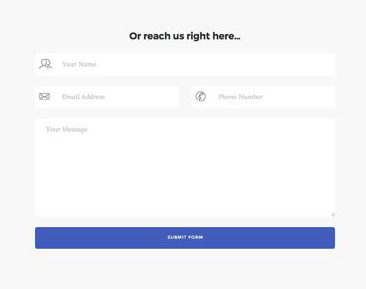 Or reach us right here...
Your Name
Email Address
Phone Number
Your Message
SUBMIT FORM